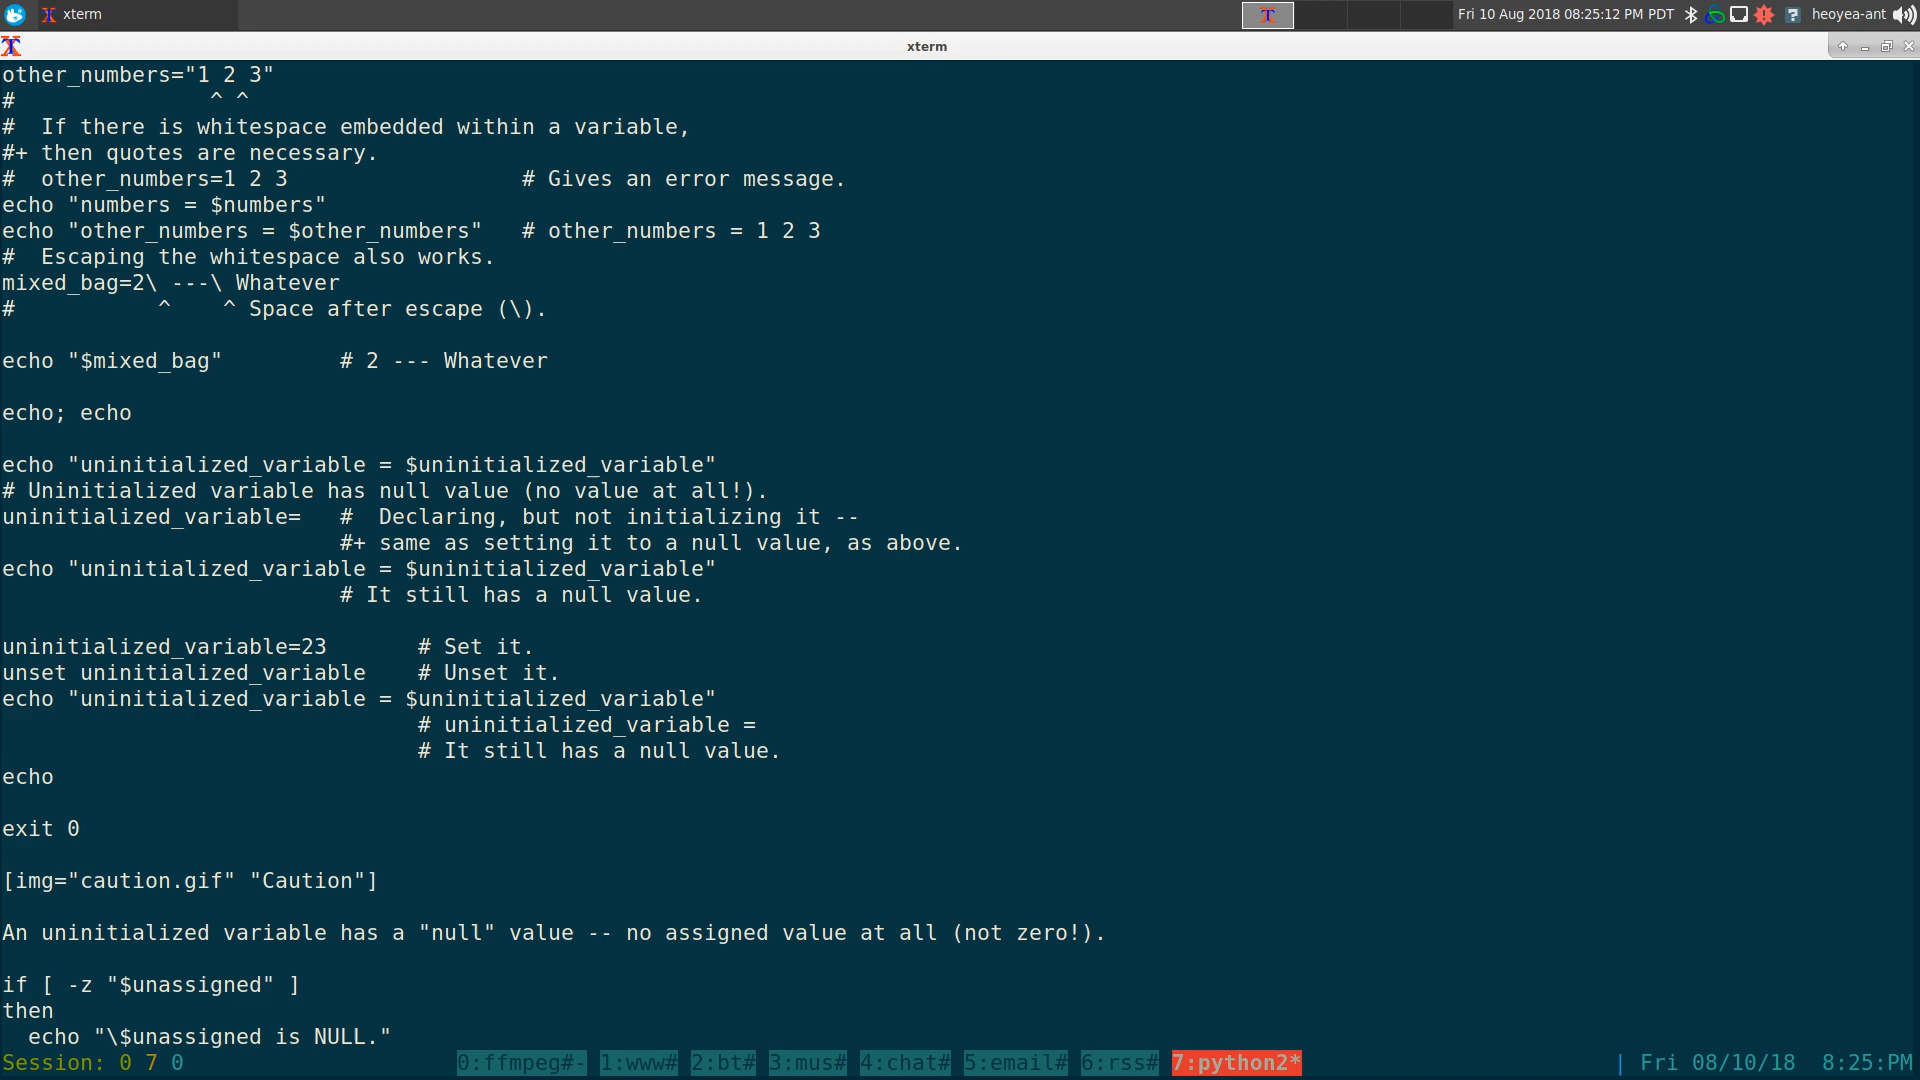 xterm
Fri 10 Aug 2018 08:25:12 PM PDT
heoyea-ant
xterm
other_numbers="1 2 3"
#               ^ ^
#  If there is whitespace embedded within a variable,
#+ then quotes are necessary.
#  other_numbers=1 2 3                  # Gives an error message.
echo "numbers = $numbers"
echo "other_numbers = $other_numbers"   # other_numbers = 1 2 3
#  Escaping the whitespace also works.
mixed_bag=2\ ---\ Whatever
#           ^    ^ Space after escape (\).
echo "$mixed_bag"         # 2 --- Whatever
echo; echo
echo "uninitialized_variable = $uninitialized_variable"
# Uninitialized variable has null value (no value at all!).
uninitialized_variable=   #  Declaring, but not initializing it --
                          #+ same as setting it to a null value, as above.
echo "uninitialized_variable = $uninitialized_variable"
                          # It still has a null value.
uninitialized_variable=23       # Set it.
unset uninitialized_variable    # Unset it.
echo "uninitialized_variable = $uninitialized_variable"
                                # uninitialized_variable =
                                # It still has a null value.
echo
exit 0
[img="caution.gif" "Caution"]
An uninitialized variable has a "null" value -- no assigned value at all (not zero!).
if [ -z "$unassigned" ]
then
  echo "\$unassigned is NULL."
Session: 0 7 0 0:ffmpeg#- 1:www# 2:bt# 3:mus# 4:chat# 5:email# 6:rss# 7:python2* | Fri 08/10/18  8:25:PM